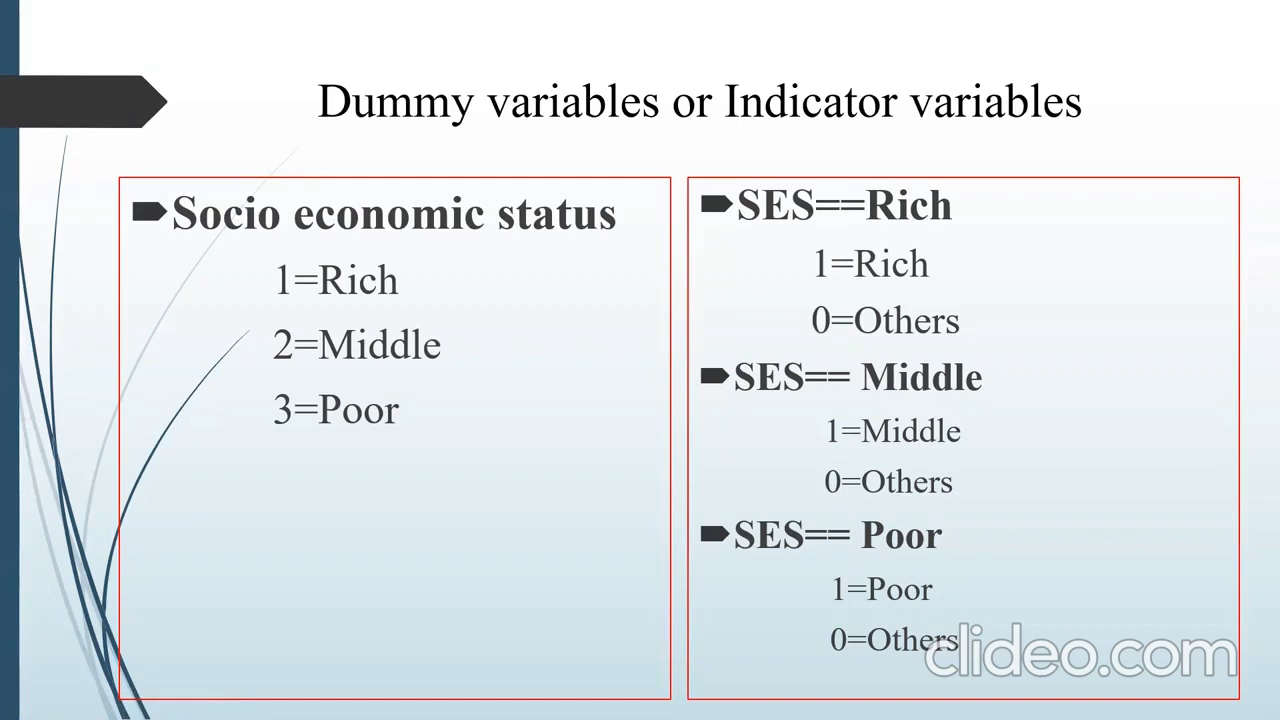 Dummy variables or Indicator variables
Socio economic status
1=Rich
2=Middle
3=Poor
SES==Rich
1=Rich
0=Others
SES== Middle
1=Middle
0=Others
SES== Poor
1=Poor
0=Others
clideo.com